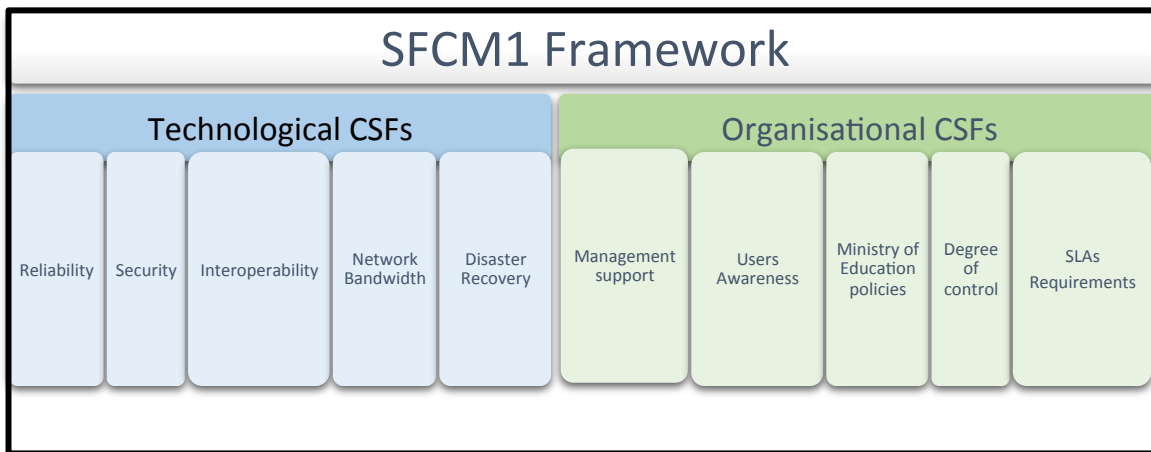 SFCM1 Framework
Technological CSFs
Organisational CSFs
Reliability
Security
Interoperability
Network
Bandwidth
Disaster
Recovery
Management
support
Users
Awareness
Ministry of
Education
policies
Degree
of
control
SLAs
Requirements